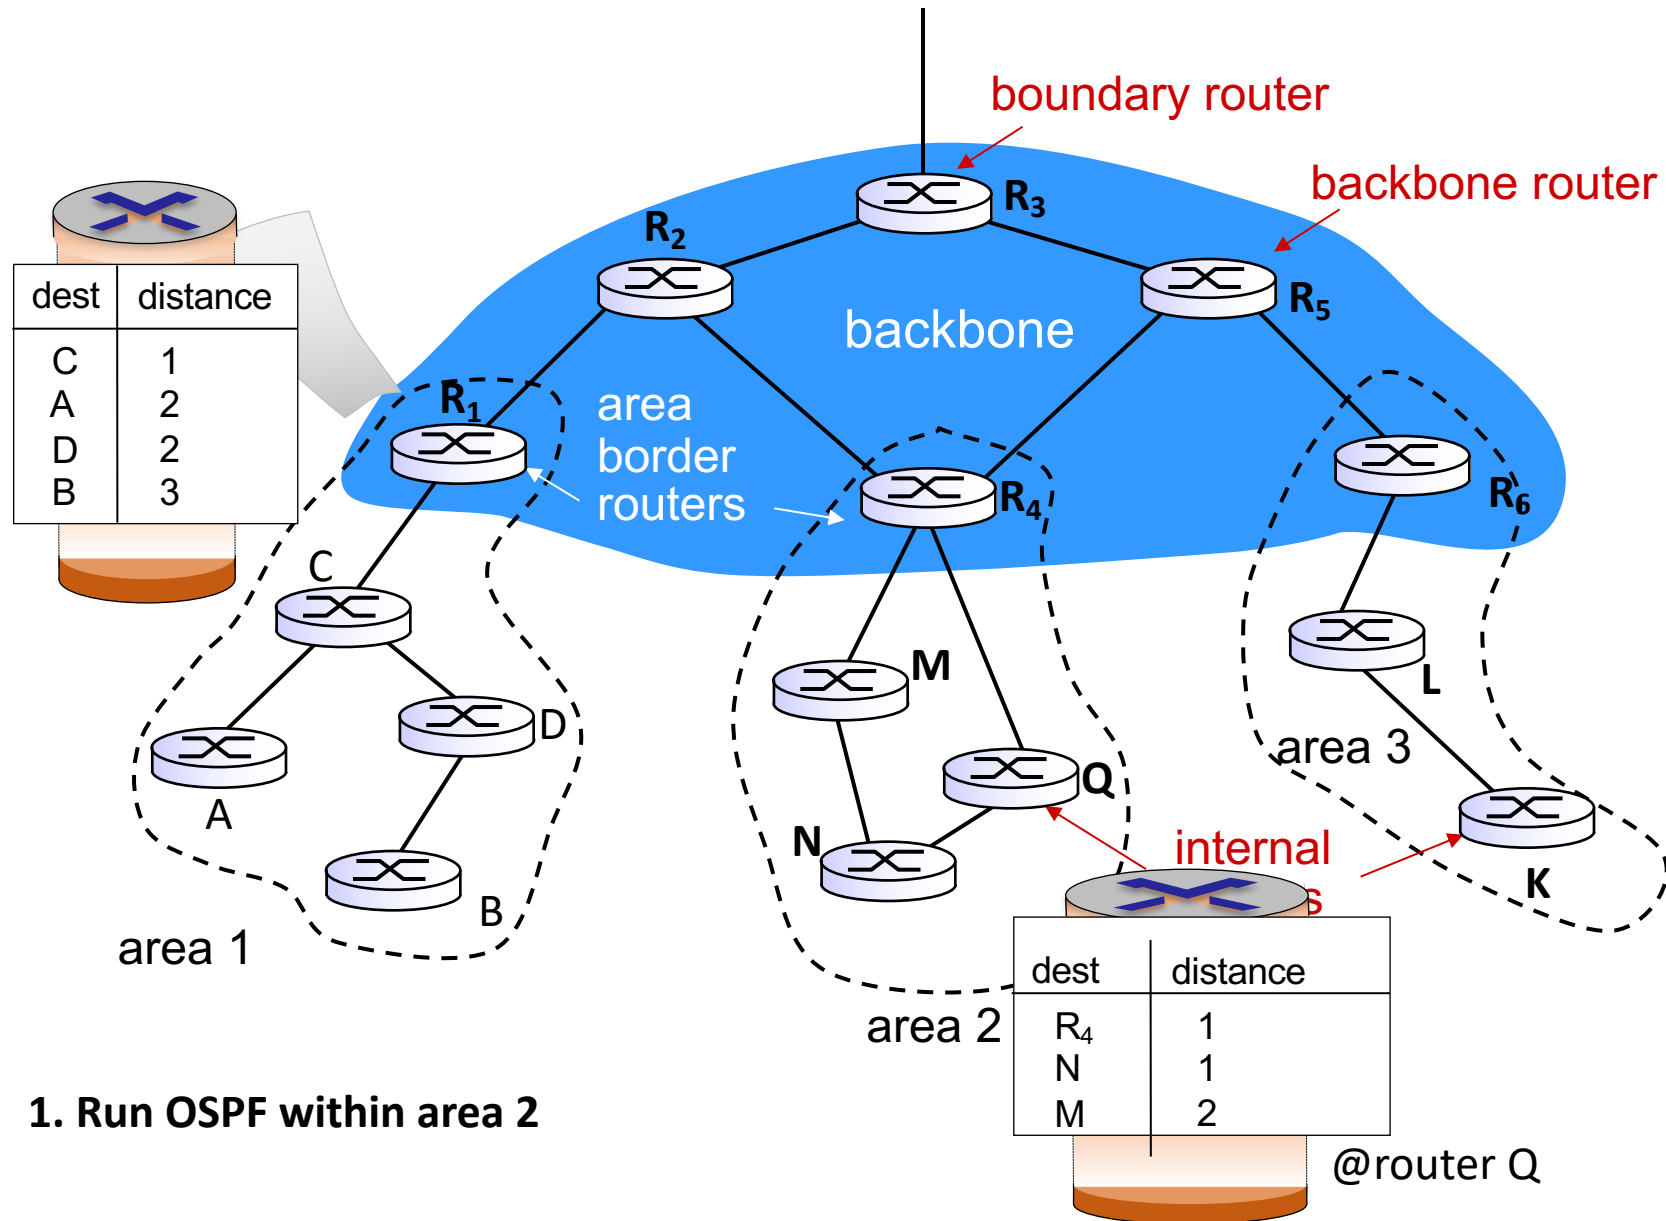 boundary router
backbone router
R3
R2
R5
backbone
dest distance
C 1
A 2
D 2
B 3
R1
area
border
routers
R4
R6
C
M
L
D
area 3
Q
A
N
internal
s
K
B
area 1
area 2
dest distance
R4 1
N 1
M 2
1. Run OSPF within area 2
@router Q